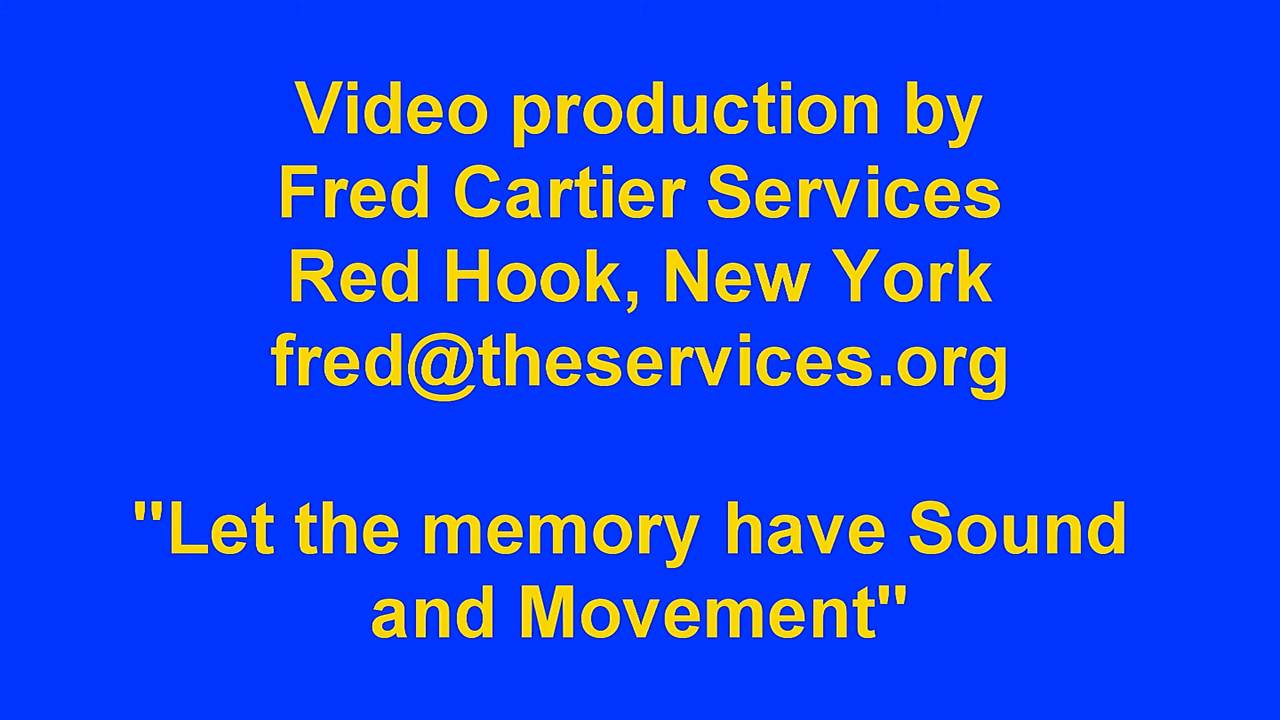 Video production by
Fred Cartier Services
Red Hook, New York
fred@theservices.org
"Let the memory have Sound
and Movement"